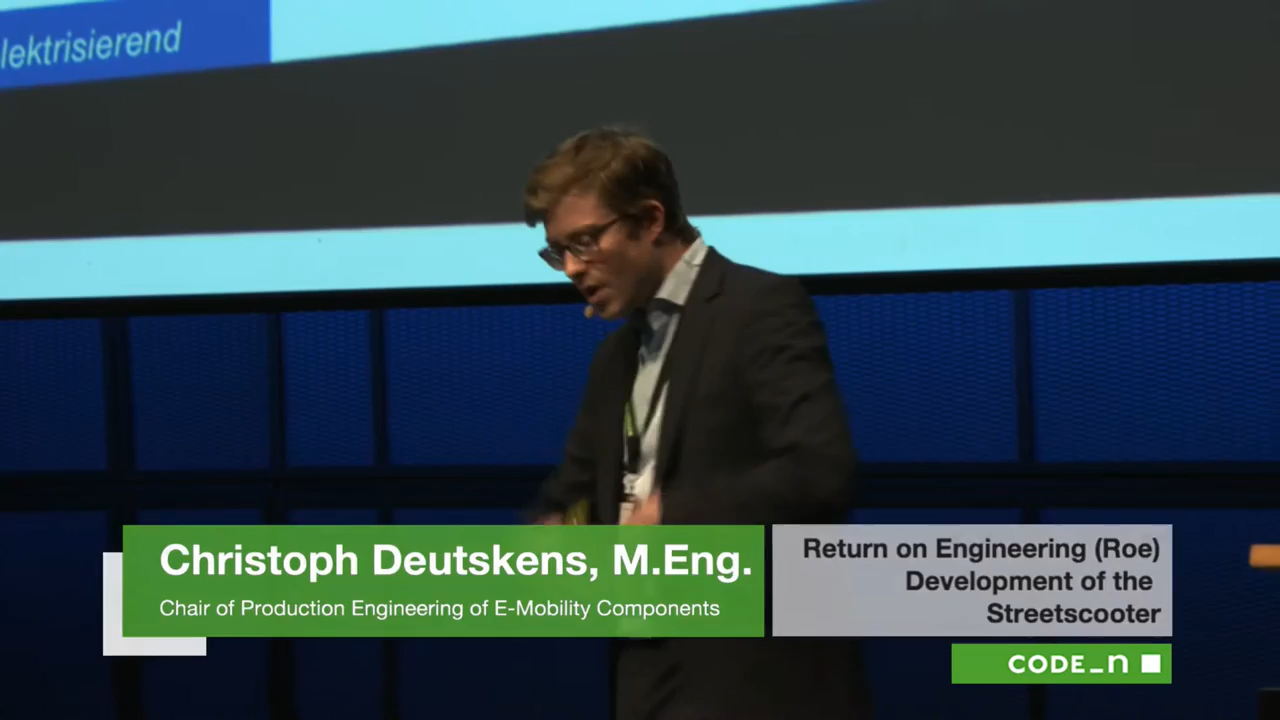 lektrisierend
Christoph Deutskens, M.Eng.
Chair of Production Engineering of E-Mobility Components
Return on Engineering (Roe)
Development of the
Streetscooter
CODE_n